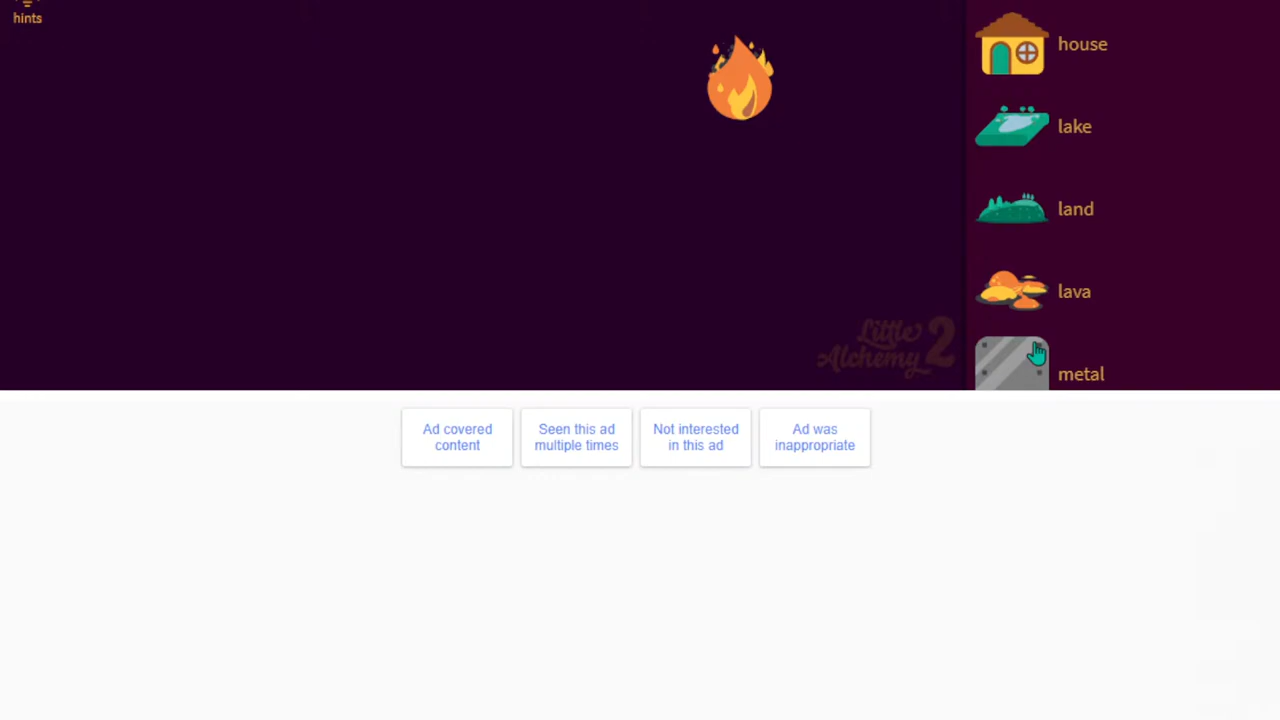 hints
house
lake
land
lava
metal
Little
Alchemy 2
Ad covered
content
Seen this ad
multiple times
Not interested
in this ad
Ad was
inappropriate